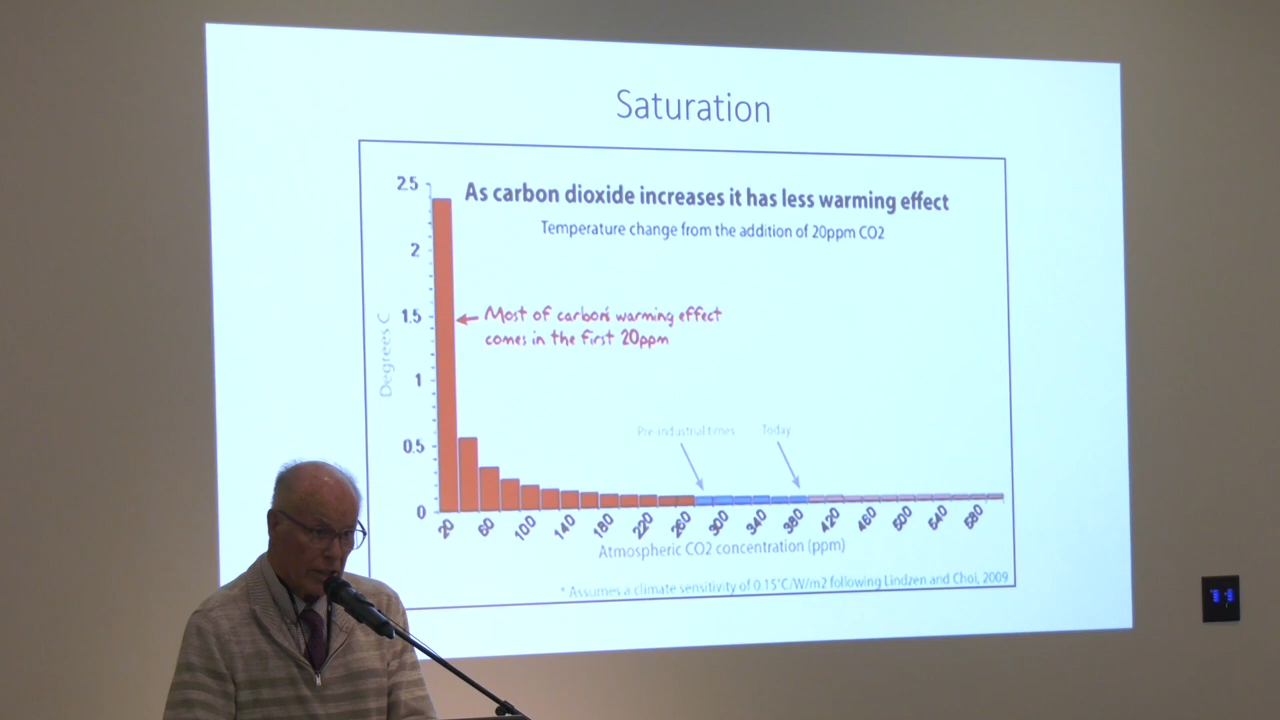 Saturation
As carbon dioxide increases it has less warming effect
Temperature change from the addition of 20ppm CO2
2.5
2
1.5
1
0.5
0
Degrees C
Most of carbon's warming effect
comes in the first 20ppm
Pre-industrial times
Today
20 60 100 140 180 220 260 300 340 380 420 460 500 540 580
Atmospheric CO2 concentration (ppm)
* Assumes a climate sensitivity of 0.15°C/W/m2 following Lindzen and Choi, 2009